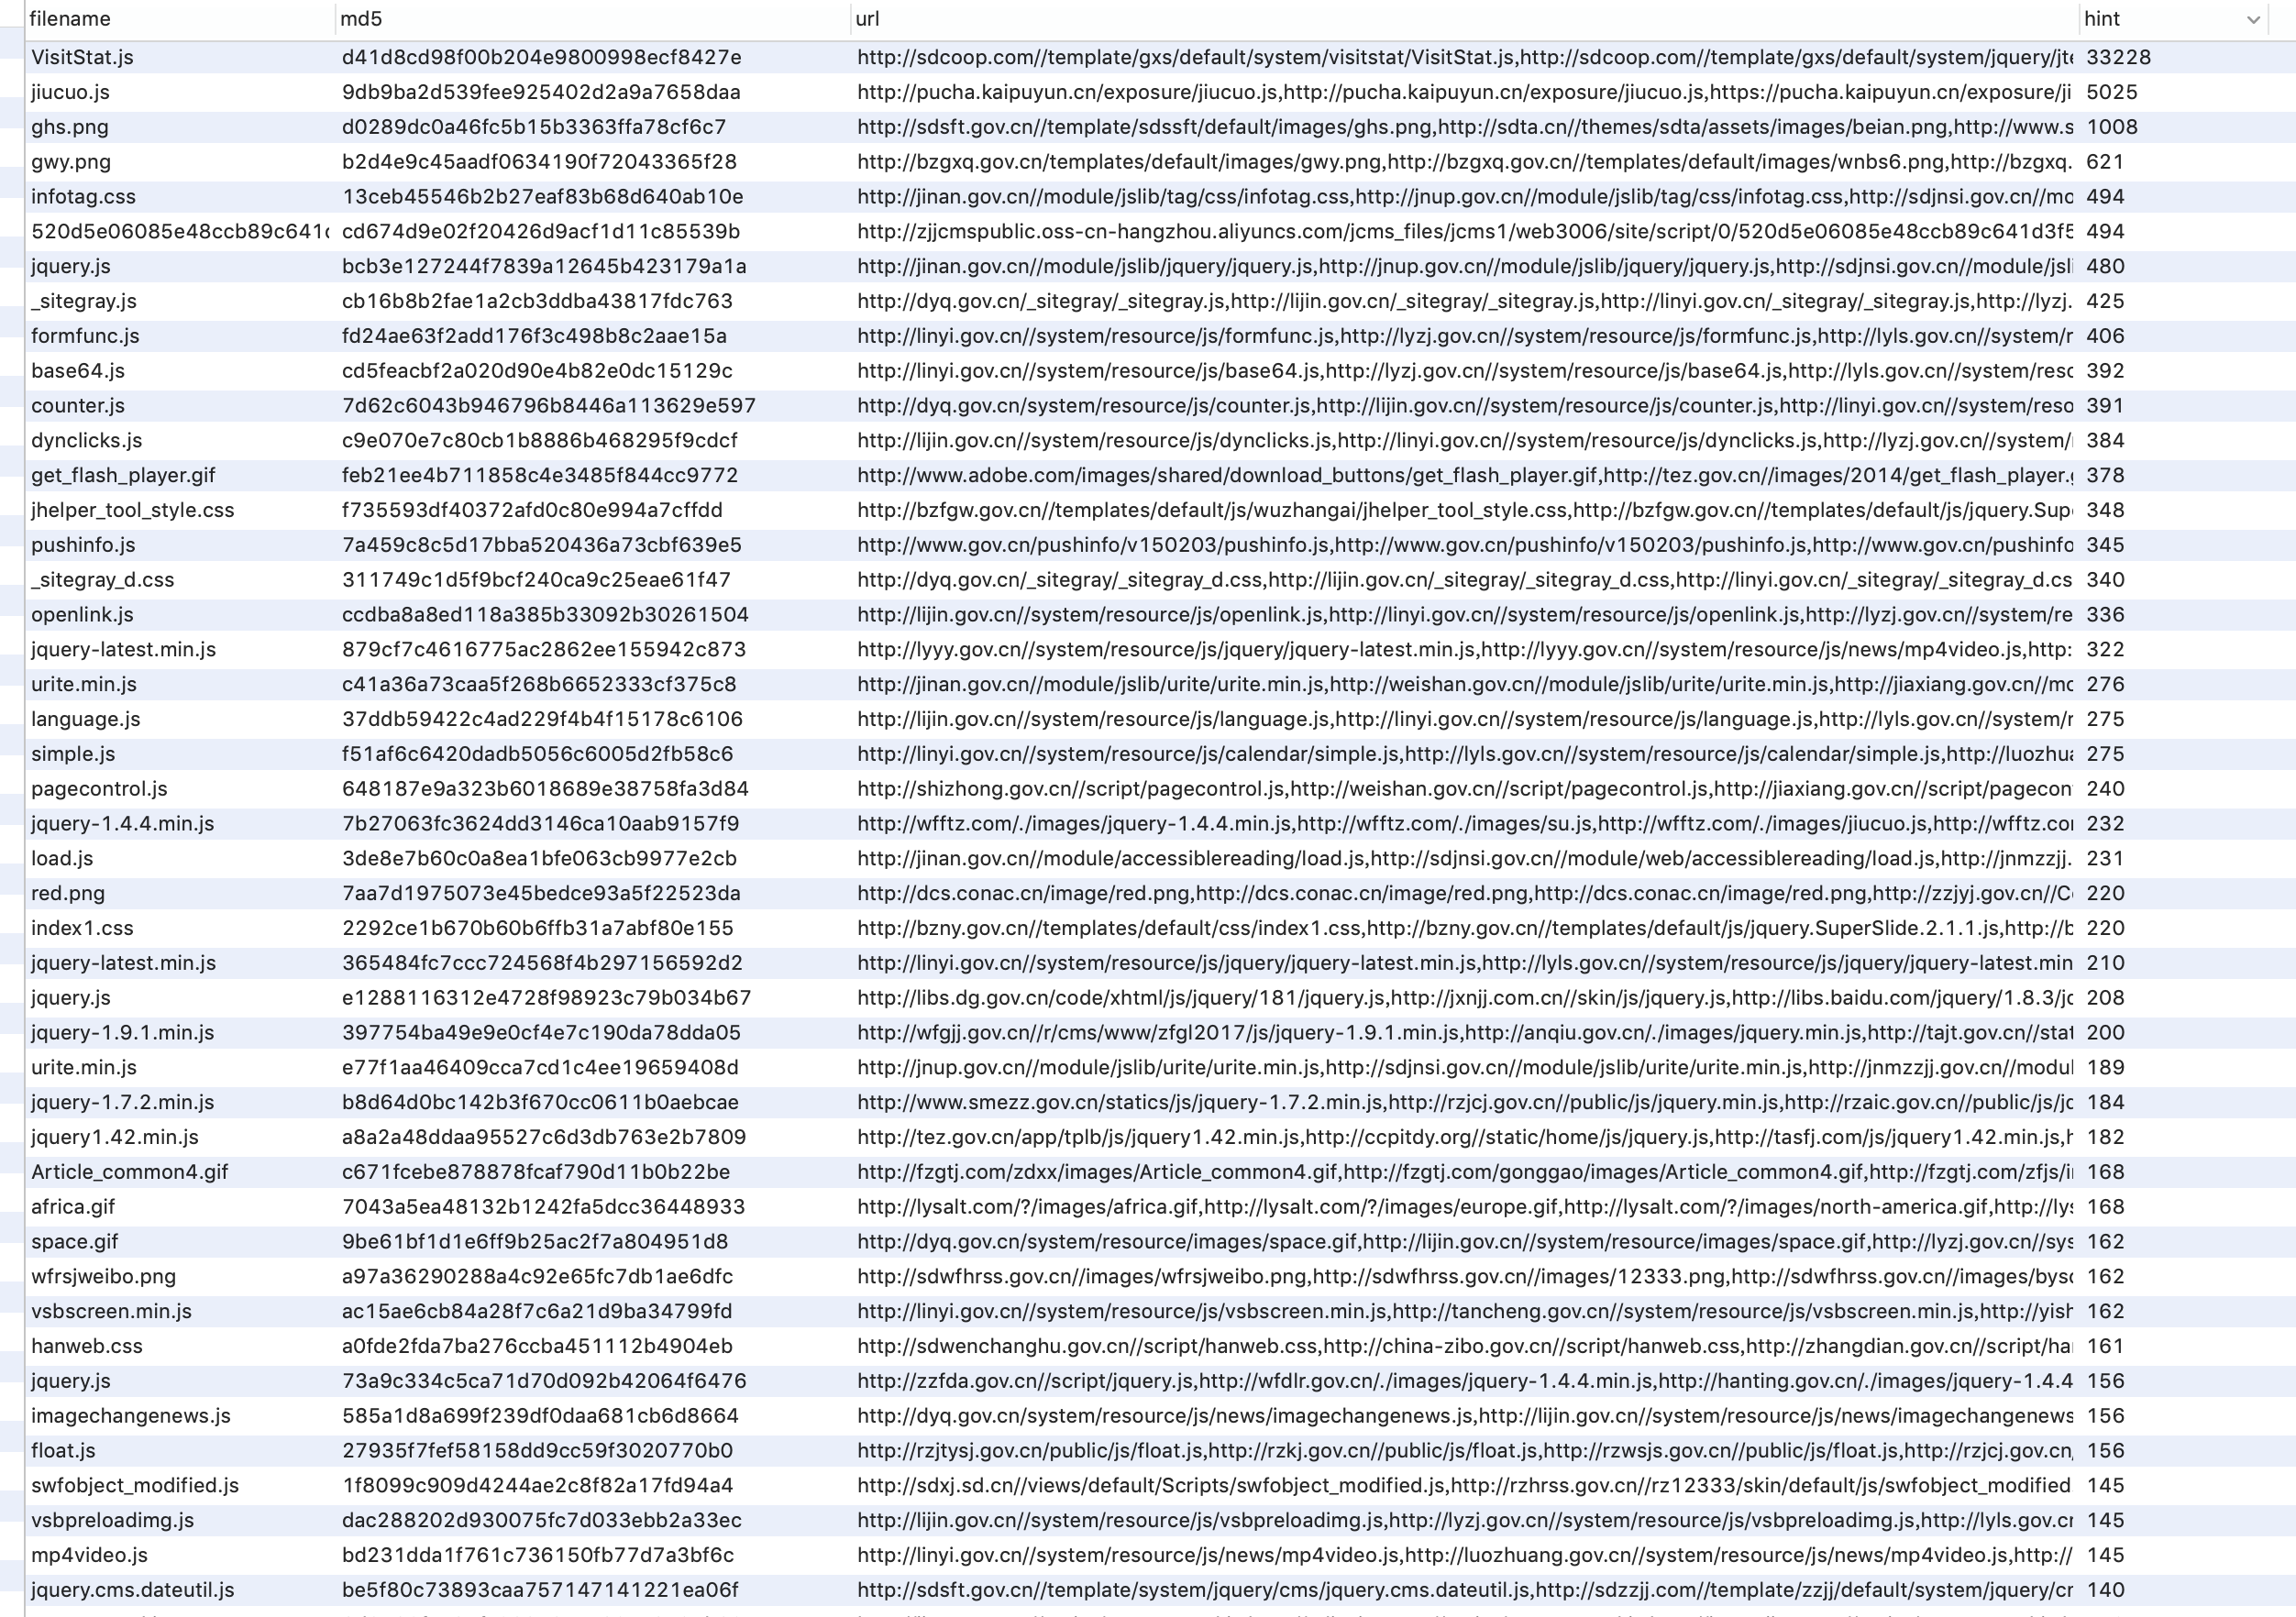 filename md5 url hint
VisitStat.js d41d8cd98f00b204e9800998ecf8427e http://sdcoop.com//template/gxs/default/system/visitstat/VisitStat.js,http://sdcoop.com//template/gxs/default/system/jquery/jte 33228
jiucuo.js 9db9ba2d539fee925402d2a9a7658daa http://pucha.kaipuyun.cn/exposure/jiucuo.js,http://pucha.kaipuyun.cn/exposure/jiucuo.js,https://pucha.kaipuyun.cn/exposure/ji 5025
ghs.png d0289dc0a46fc5b15b3363ffa78cf6c7 http://sdsft.gov.cn//template/sdssft/default/images/ghs.png,http://sdta.cn//themes/sdta/assets/images/beian.png,http://www.s 1008
gwy.png b2d4e9c45aadf0634190f72043365f28 http://bzgxq.gov.cn/templates/default/images/gwy.png,http://bzgxq.gov.cn//templates/default/images/wnbs6.png,http://bzgxq. 621
infotag.css 13ceb45546b2b27eaf83b68d640ab10e http://jinan.gov.cn//module/jslib/tag/css/infotag.css,http://jnup.gov.cn//module/jslib/tag/css/infotag.css,http://sdjnsi.gov.cn//mo 494
520d5e06085e48ccb89c641c cd674d9e02f20426d9acf1d11c85539b http://zjjcmspublic.oss-cn-hangzhou.aliyuncs.com/jcms_files/jcms1/web3006/site/script/0/520d5e06085e48ccb89c641d3f5 494
jquery.js bcb3e127244f7839a12645b423179a1a http://jinan.gov.cn//module/jslib/jquery/jquery.js,http://jnup.gov.cn//module/jslib/jquery/jquery.js,http://sdjnsi.gov.cn//module/jsli 480
_sitegray.js cb16b8b2fae1a2cb3ddba43817fdc763 http://dyq.gov.cn/_sitegray/_sitegray.js,http://lijin.gov.cn/_sitegray/_sitegray.js,http://linyi.gov.cn/_sitegray/_sitegray.js,http://lyzj. 425
formfunc.js fd24ae63f2add176f3c498b8c2aae15a http://linyi.gov.cn//system/resource/js/formfunc.js,http://lyzj.gov.cn//system/resource/js/formfunc.js,http://lyls.gov.cn//system/r 406
base64.js cd5feacbf2a020d90e4b82e0dc15129c http://linyi.gov.cn//system/resource/js/base64.js,http://lyzj.gov.cn//system/resource/js/base64.js,http://lyls.gov.cn//system/resc 392
counter.js 7d62c6043b946796b8446a113629e597 http://dyq.gov.cn/system/resource/js/counter.js,http://lijin.gov.cn//system/resource/js/counter.js,http://linyi.gov.cn//system/reso 391
dynclicks.js c9e070e7c80cb1b8886b468295f9cdcf http://lijin.gov.cn//system/resource/js/dynclicks.js,http://linyi.gov.cn//system/resource/js/dynclicks.js,http://lyzj.gov.cn//system/ 384
get_flash_player.gif feb21ee4b711858c4e3485f844cc9772 http://www.adobe.com/images/shared/download_buttons/get_flash_player.gif,http://tez.gov.cn//images/2014/get_flash_player. 378
jhelper_tool_style.css f735593df40372afd0c80e994a7cffdd http://bzfgw.gov.cn//templates/default/js/wuzhangai/jhelper_tool_style.css,http://bzfgw.gov.cn//templates/default/js/jquery.Sup 348
pushinfo.js 7a459c8c5d17bba520436a73cbf639e5 http://www.gov.cn/pushinfo/v150203/pushinfo.js,http://www.gov.cn/pushinfo/v150203/pushinfo.js,http://www.gov.cn/pushinfo 345
_sitegray_d.css 311749c1d5f9bcf240ca9c25eae61f47 http://dyq.gov.cn/_sitegray/_sitegray_d.css,http://lijin.gov.cn/_sitegray/_sitegray_d.css,http://linyi.gov.cn/_sitegray/_sitegray_d.cs 340
openlink.js ccdba8a8ed118a385b33092b30261504 http://lijin.gov.cn//system/resource/js/openlink.js,http://linyi.gov.cn//system/resource/js/openlink.js,http://lyzj.gov.cn//system/re 336
jquery-latest.min.js 879cf7c4616775ac2862ee155942c873 http://lyyy.gov.cn//system/resource/js/jquery/jquery-latest.min.js,http://lyyy.gov.cn//system/resource/js/news/mp4video.js,http: 322
urite.min.js c41a36a73caa5f268b6652333cf375c8 http://jinan.gov.cn//module/jslib/urite/urite.min.js,http://weishan.gov.cn//module/jslib/urite/urite.min.js,http://jiaxiang.gov.cn//mo 276
language.js 37ddb59422c4ad229f4b4f15178c6106 http://lijin.gov.cn//system/resource/js/language.js,http://linyi.gov.cn//system/resource/js/language.js,http://lyls.gov.cn//system/r 275
simple.js f51af6c6420dadb5056c6005d2fb58c6 http://linyi.gov.cn//system/resource/js/calendar/simple.js,http://lyls.gov.cn//system/resource/js/calendar/simple.js,http://luozhua 275
pagecontrol.js 648187e9a323b6018689e38758fa3d84 http://shizhong.gov.cn//script/pagecontrol.js,http://weishan.gov.cn//script/pagecontrol.js,http://jiaxiang.gov.cn//script/pagecon 240
jquery-1.4.4.min.js 7b27063fc3624dd3146ca10aab9157f9 http://wfftz.com/./images/jquery-1.4.4.min.js,http://wfftz.com/./images/su.js,http://wfftz.com/./images/jiucuo.js,http://wfftz.co 232
load.js 3de8e7b60c0a8ea1bfe063cb9977e2cb http://jinan.gov.cn//module/accessiblereading/load.js,http://sdjnsi.gov.cn//module/web/accessiblereading/load.js,http://jnmzzjj. 231
red.png 7aa7d1975073e45bedce93a5f22523da http://dcs.conac.cn/image/red.png,http://dcs.conac.cn/image/red.png,http://dcs.conac.cn/image/red.png,http://zzjyj.gov.cn//C 220
index1.css 2292ce1b670b60b6ffb31a7abf80e155 http://bzny.gov.cn//templates/default/css/index1.css,http://bzny.gov.cn//templates/default/js/jquery.SuperSlide.2.1.1.js,http://b 220
jquery-latest.min.js 365484fc7ccc724568f4b297156592d2 http://linyi.gov.cn//system/resource/js/jquery/jquery-latest.min.js,http://lyls.gov.cn//system/resource/js/jquery/jquery-latest.min 210
jquery.js e1288116312e4728f98923c79b034b67 http://libs.dg.gov.cn/code/xhtml/js/jquery/181/jquery.js,http://jxnjj.com.cn//skin/js/jquery.js,http://libs.baidu.com/jquery/1.8.3/jq 208
jquery-1.9.1.min.js 397754ba49e9e0cf4e7c190da78dda05 http://wfgjj.gov.cn//r/cms/www/zfgl2017/js/jquery-1.9.1.min.js,http://anqiu.gov.cn/./images/jquery.min.js,http://tajt.gov.cn//stat 200
urite.min.js e77f1aa46409cca7cd1c4ee19659408d http://jnup.gov.cn//module/jslib/urite/urite.min.js,http://sdjnsi.gov.cn//module/jslib/urite/urite.min.js,http://jnmzzjj.gov.cn//modul 189
jquery-1.7.2.min.js b8d64d0bc142b3f670cc0611b0aebcae http://www.smezz.gov.cn/statics/js/jquery-1.7.2.min.js,http://rzjcj.gov.cn//public/js/jquery.min.js,http://rzaic.gov.cn//public/js/jq 184
jquery1.42.min.js a8a2a48ddaa95527c6d3db763e2b7809 http://tez.gov.cn/app/tplb/js/jquery1.42.min.js,http://ccpitdy.org//static/home/js/jquery.js,http://tasfj.com/js/jquery1.42.min.js,h 182
Article_common4.gif c671fcebe878878fcaf790d11b0b22be http://fzgtj.com/zdxx/images/Article_common4.gif,http://fzgtj.com/gonggao/images/Article_common4.gif,http://fzgtj.com/zfjs/i 168
africa.gif 7043a5ea48132b1242fa5dcc36448933 http://lysalt.com/?/images/africa.gif,http://lysalt.com/?/images/europe.gif,http://lysalt.com/?/images/north-america.gif,http://lys 168
space.gif 9be61bf1d1e6ff9b25ac2f7a804951d8 http://dyq.gov.cn/system/resource/images/space.gif,http://lijin.gov.cn//system/resource/images/space.gif,http://lyzj.gov.cn//sys 162
wfrsjweibo.png a97a36290288a4c92e65fc7db1ae6dfc http://sdwfhrss.gov.cn//images/wfrsjweibo.png,http://sdwfhrss.gov.cn//images/12333.png,http://sdwfhrss.gov.cn//images/bysc 162
vsbscreen.min.js ac15ae6cb84a28f7c6a21d9ba34799fd http://linyi.gov.cn//system/resource/js/vsbscreen.min.js,http://tancheng.gov.cn//system/resource/js/vsbscreen.min.js,http://yish 162
hanweb.css a0fde2fda7ba276ccba451112b4904eb http://sdwenchanghu.gov.cn//script/hanweb.css,http://china-zibo.gov.cn//script/hanweb.css,http://zhangdian.gov.cn//script/ha 161
jquery.js 73a9c334c5ca71d70d092b42064f6476 http://zzfda.gov.cn//script/jquery.js,http://wfdlr.gov.cn/./images/jquery-1.4.4.min.js,http://hanting.gov.cn/./images/jquery-1.4.4 156
imagechangenews.js 585a1d8a699f239df0daa681cb6d8664 http://dyq.gov.cn/system/resource/js/news/imagechangenews.js,http://lijin.gov.cn//system/resource/js/news/imagechangenews 156
float.js 27935f7fef58158dd9cc59f3020770b0 http://rzjtysj.gov.cn/public/js/float.js,http://rzkj.gov.cn//public/js/float.js,http://rzwsjs.gov.cn//public/js/float.js,http://rzjcj.gov.cn 156
swfobject_modified.js 1f8099c909d4244ae2c8f82a17fd94a4 http://sdxj.sd.cn//views/default/Scripts/swfobject_modified.js,http://rzhrss.gov.cn//rz12333/skin/default/js/swfobject_modified 145
vsbpreloadimg.js dac288202d930075fc7d033ebb2a33ec http://lijin.gov.cn//system/resource/js/vsbpreloadimg.js,http://lyzj.gov.cn//system/resource/js/vsbpreloadimg.js,http://lyls.gov.cr 145
mp4video.js bd231dda1f761c736150fb77d7a3bf6c http://linyi.gov.cn//system/resource/js/news/mp4video.js,http://luozhuang.gov.cn//system/resource/js/news/mp4video.js,http:// 145
jquery.cms.dateutil.js be5f80c73893caa757147141221ea06f http://sdsft.gov.cn//template/system/jquery/cms/jquery.cms.dateutil.js,http://sdzzjj.com//template/zzjj/default/system/jquery/cr 140